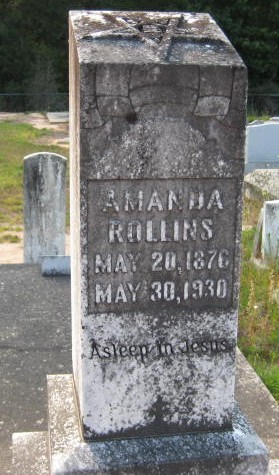 AMANDA
ROLLINS
MAY 20, 1876
MAY 30, 1930
Asleep in Jesus.